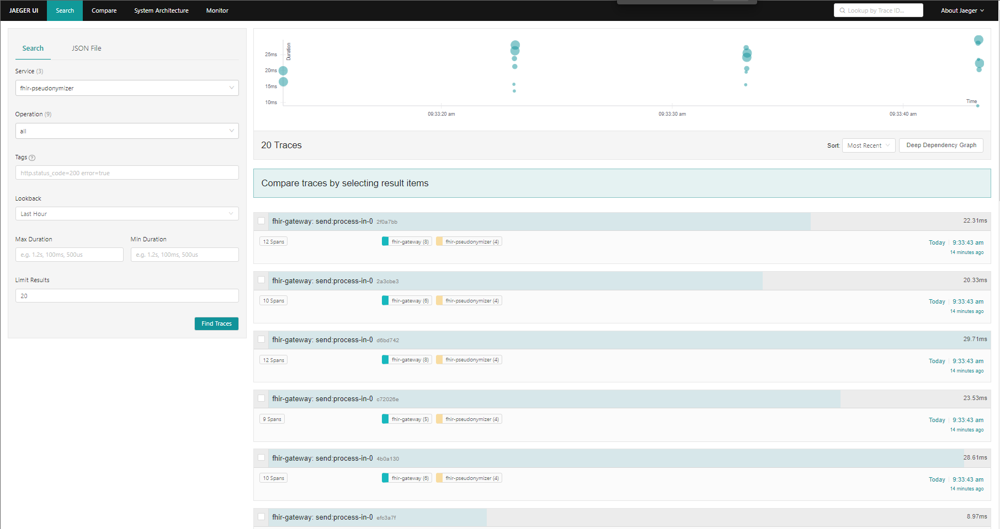 JAEGER UI Search Compare System Architecture Monitor Lookup by Trace ID... About Jaeger
Search JSON File
Service (3)
fhir-pseudonymizer
Operation (9)
all
Tags
http.status_code=200 error=true
Lookback
Last Hour
Max Duration Min Duration
e.g. 1.2s, 100ms, 500us e.g. 1.2s, 100ms, 500us
Limit Results
20
Find Traces
Duration
25ms
20ms
15ms
10ms
Time
09:33:20 am 09:33:30 am 09:33:40 am
20 Traces Sort: Most Recent Deep Dependency Graph
Compare traces by selecting result items
fhir-gateway: send:process-in-0 2f0a7bb 22.31ms
12 Spans fhir-gateway (8) fhir-pseudonymizer (4) Today 9:33:43 am
14 minutes ago
fhir-gateway: send:process-in-0 2a3cbe3 20.33ms
10 Spans fhir-gateway (6) fhir-pseudonymizer (4) Today 9:33:43 am
14 minutes ago
fhir-gateway: send:process-in-0 d6bd742 29.71ms
12 Spans fhir-gateway (8) fhir-pseudonymizer (4) Today 9:33:43 am
14 minutes ago
fhir-gateway: send:process-in-0 c72026e 23.53ms
9 Spans fhir-gateway (5) fhir-pseudonymizer (4) Today 9:33:43 am
14 minutes ago
fhir-gateway: send:process-in-0 4b0a130 28.61ms
10 Spans fhir-gateway (6) fhir-pseudonymizer (4) Today 9:33:43 am
14 minutes ago
fhir-gateway: send:process-in-0 efc3a7f 8.97ms